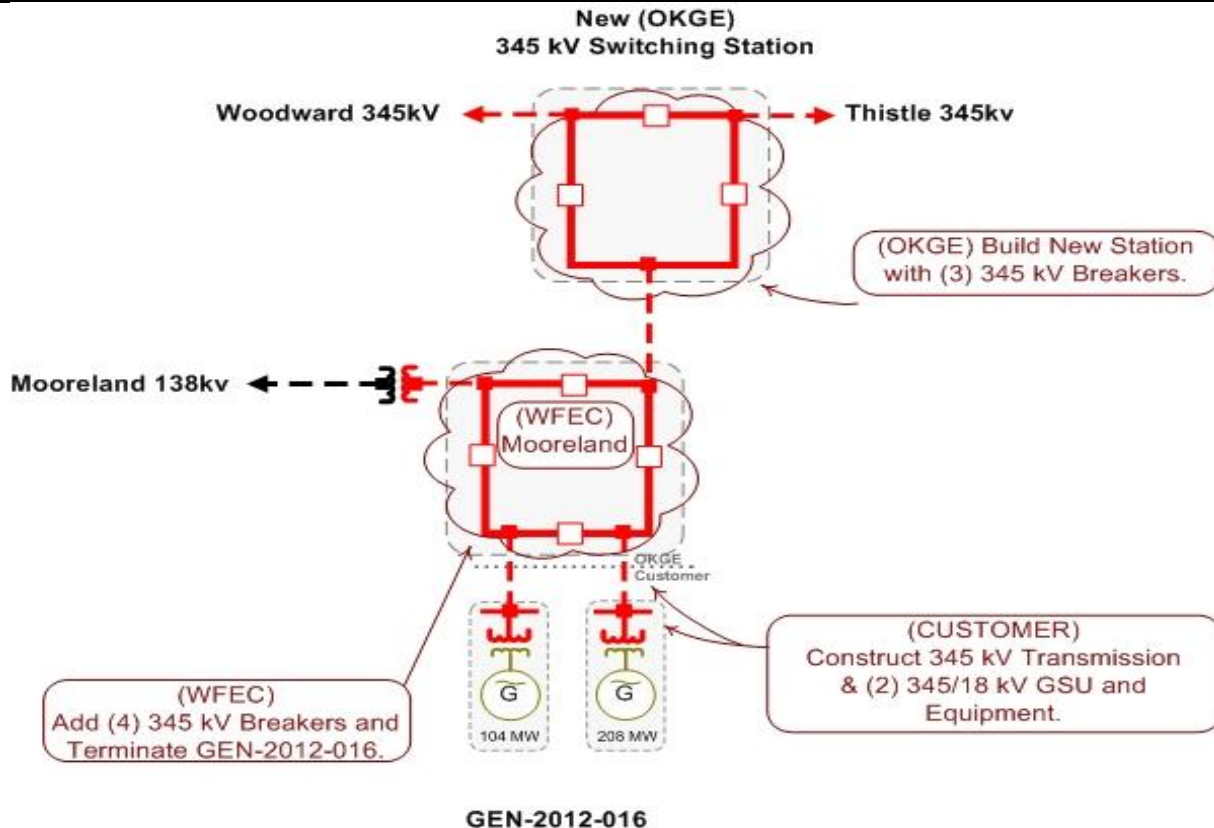 New (OKGE)
345 kV Switching Station
Woodward 345kV
Thistle 345kv
(OKGE) Build New Station
with (3) 345 kV Breakers.
Mooreland 138kv
(WFEC)
Mooreland
OKGE
Customer
(CUSTOMER)
Construct 345 kV Transmission
& (2) 345/18 kV GSU and
Equipment.
(WFEC)
Add (4) 345 kV Breakers and
Terminate GEN-2012-016.
G
104 MW
G
208 MW
GEN-2012-016